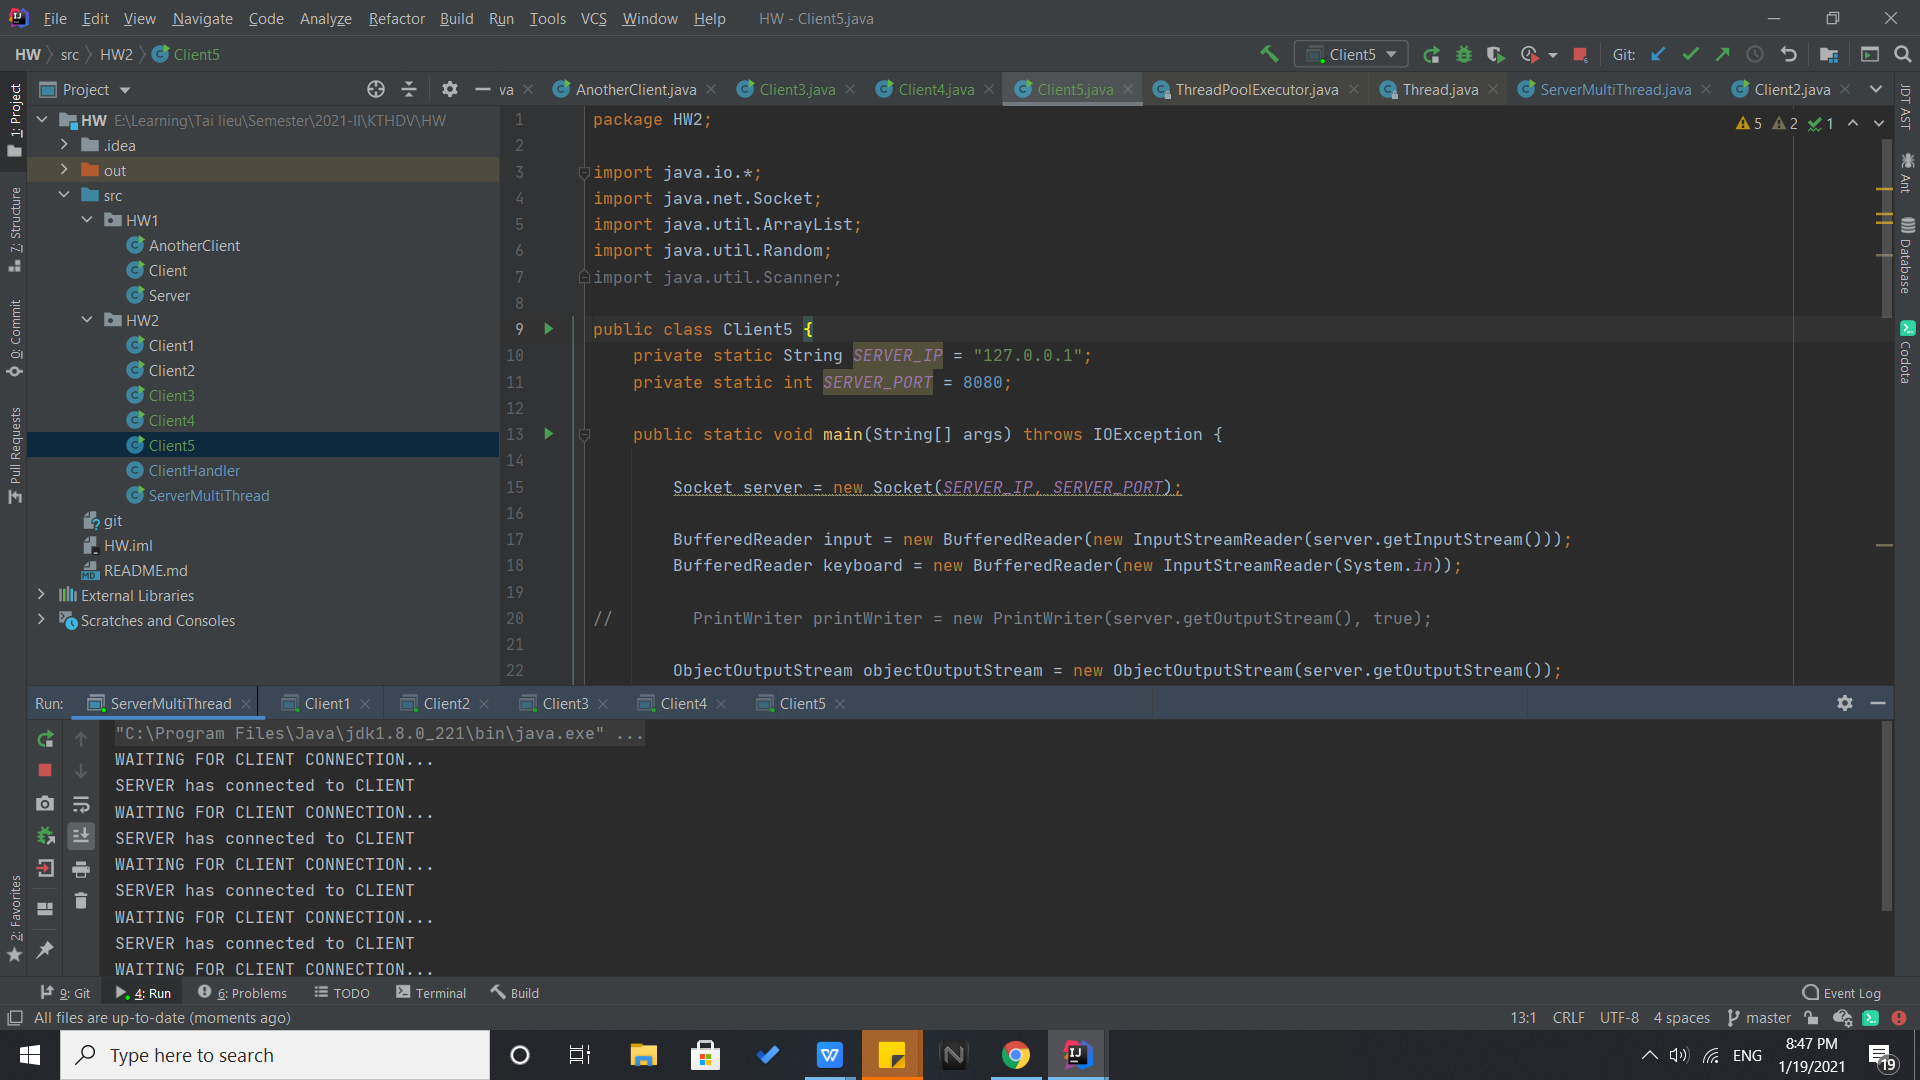 File Edit View Navigate Code Analyze Refactor Build Run Tools VCS Window Help HW - Client5.java
HW src HW2 Client5
Client5 Git:
Project va AnotherClient.java Client3.java Client4.java Client5.java ThreadPoolExecutor.java Thread.java ServerMultiThread.java Client2.java
1: Project
7: Structure
0: Commit
Pull Requests
2: Favorites
HW E:\Learning\Tai lieu\Semester\2021-II\KTHDV\HW
.idea
out
src
HW1
AnotherClient
Client
Server
HW2
Client1
Client2
Client3
Client4
Client5
ClientHandler
ServerMultiThread
git
HW.iml
README.md
External Libraries
Scratches and Consoles
5 2 1
1 package HW2;
2
3 import java.io.*;
4 import java.net.Socket;
5 import java.util.ArrayList;
6 import java.util.Random;
7 import java.util.Scanner;
8
9 public class Client5 {
10 private static String SERVER_IP = "127.0.0.1";
11 private static int SERVER_PORT = 8080;
12
13 public static void main(String[] args) throws IOException {
14
15 Socket server = new Socket(SERVER_IP, SERVER_PORT);
16
17 BufferedReader input = new BufferedReader(new InputStreamReader(server.getInputStream()));
18 BufferedReader keyboard = new BufferedReader(new InputStreamReader(System.in));
19
20 // PrintWriter printWriter = new PrintWriter(server.getOutputStream(), true);
21
22 ObjectOutputStream objectOutputStream = new ObjectOutputStream(server.getOutputStream());
JDT AST
Ant
Database
Codota
Run: ServerMultiThread Client1 Client2 Client3 Client4 Client5
"C:\Program Files\Java\jdk1.8.0_221\bin\java.exe" ...
WAITING FOR CLIENT CONNECTION...
SERVER has connected to CLIENT
WAITING FOR CLIENT CONNECTION...
SERVER has connected to CLIENT
WAITING FOR CLIENT CONNECTION...
SERVER has connected to CLIENT
WAITING FOR CLIENT CONNECTION...
SERVER has connected to CLIENT
WAITING FOR CLIENT CONNECTION...
9: Git 4: Run 6: Problems TODO Terminal Build Event Log
All files are up-to-date (moments ago) 13:1 CRLF UTF-8 4 spaces master
Type here to search
ENG
8:47 PM
1/19/2021
19